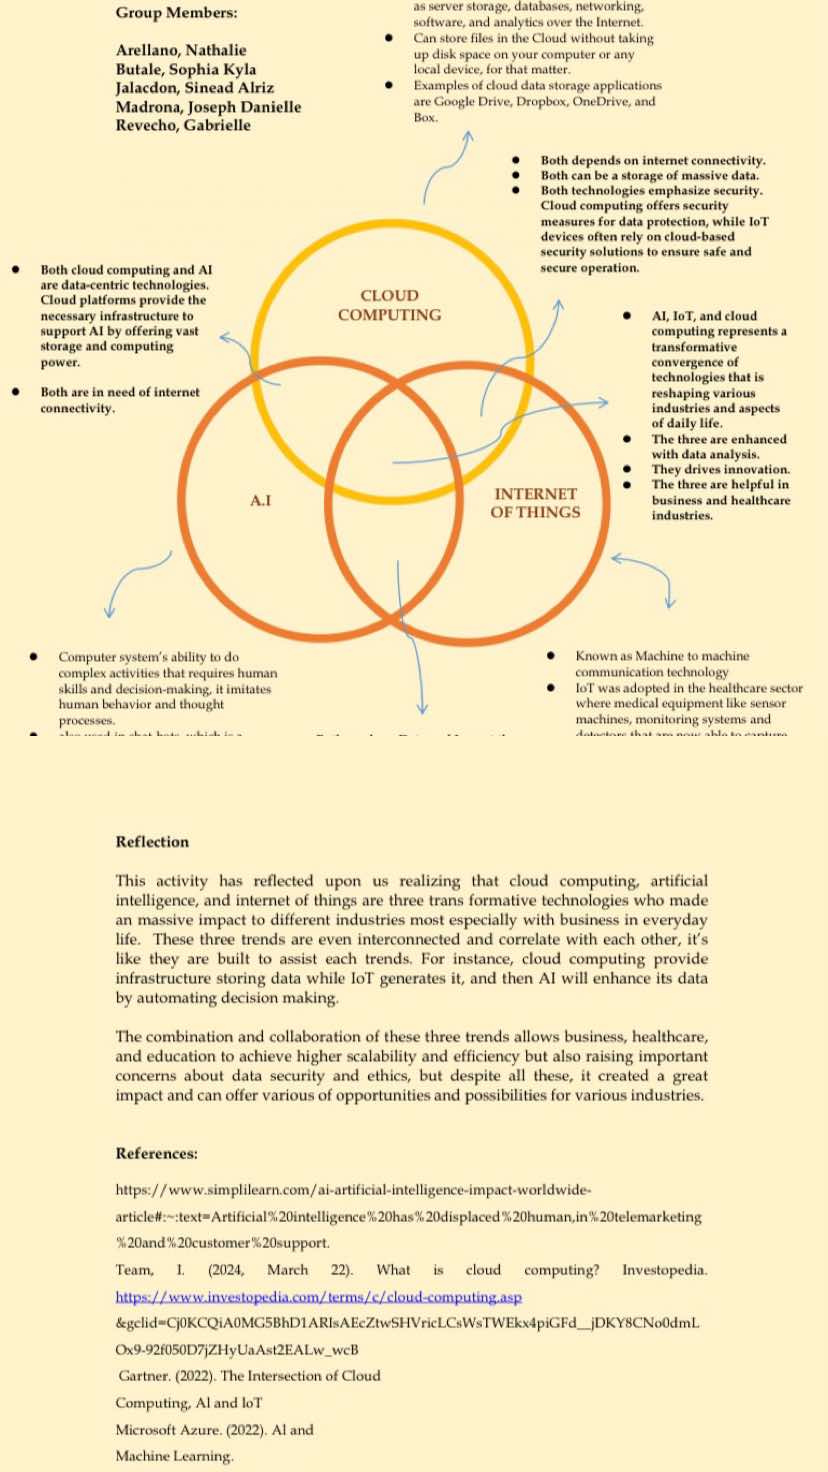 Group Members:
Arellano, Nathalie
Butale, Sophia Kyla
Jalacdon, Sinead Alriz
Madrona, Joseph Danielle
Revecho, Gabrielle
as server storage, databases, networking,
software, and analytics over the Internet.
● Can store files in the Cloud without taking
up disk space on your computer or any
local device, for that matter.
● Examples of cloud data storage applications
are Google Drive, Dropbox, OneDrive, and
Box.
● Both depends on internet connectivity.
● Both can be a storage of massive data.
● Both technologies emphasize security.
Cloud computing offers security
measures for data protection, while IoT
devices often rely on cloud-based
security solutions to ensure safe and
secure operation.
● Both cloud computing and AI
are data-centric technologies.
Cloud platforms provide the
necessary infrastructure to
support AI by offering vast
storage and computing
power.
● Both are in need of internet
connectivity.
CLOUD
COMPUTING
● AI, IoT, and cloud
computing represents a
transformative
convergence of
technologies that is
reshaping various
industries and aspects
of daily life.
● The three are enhanced
with data analysis.
● They drives innovation.
● The three are helpful in
business and healthcare
industries.
A.I
INTERNET
OF THINGS
● Computer system's ability to do
complex activities that requires human
skills and decision-making, it imitates
human behavior and thought
processes.
● also used in chat bots, which is a
● Known as Machine to machine
communication technology
● IoT was adopted in the healthcare sector
where medical equipment like sensor
machines, monitoring systems and
detectors that are now able to capture
Reflection
This activity has reflected upon us realizing that cloud computing, artificial
intelligence, and internet of things are three trans formative technologies who made
an massive impact to different industries most especially with business in everyday
life. These three trends are even interconnected and correlate with each other, it's
like they are built to assist each trends. For instance, cloud computing provide
infrastructure storing data while IoT generates it, and then AI will enhance its data
by automating decision making.
The combination and collaboration of these three trends allows business, healthcare,
and education to achieve higher scalability and efficiency but also raising important
concerns about data security and ethics, but despite all these, it created a great
impact and can offer various of opportunities and possibilities for various industries.
References:
https://www.simplilearn.com/ai-artificial-intelligence-impact-worldwide-
article#:~:text=Artificial%20intelligence%20has%20displaced%20human,in%20telemarketing
%20and%20customer%20support.
Team, I. (2024, March 22). What is cloud computing? Investopedia.
https://www.investopedia.com/terms/c/cloud-computing.asp
&gclid=Cj0KCQiA0MG5BhD1ARIsAEcZtwSHVricLCsWsTWEkx4piGFd__jDKY8CNo0dmL
Ox9-92f050D7jZHyUaAst2EALw_wcB
Gartner. (2022). The Intersection of Cloud
Computing, Al and loT
Microsoft Azure. (2022). Al and
Machine Learning.